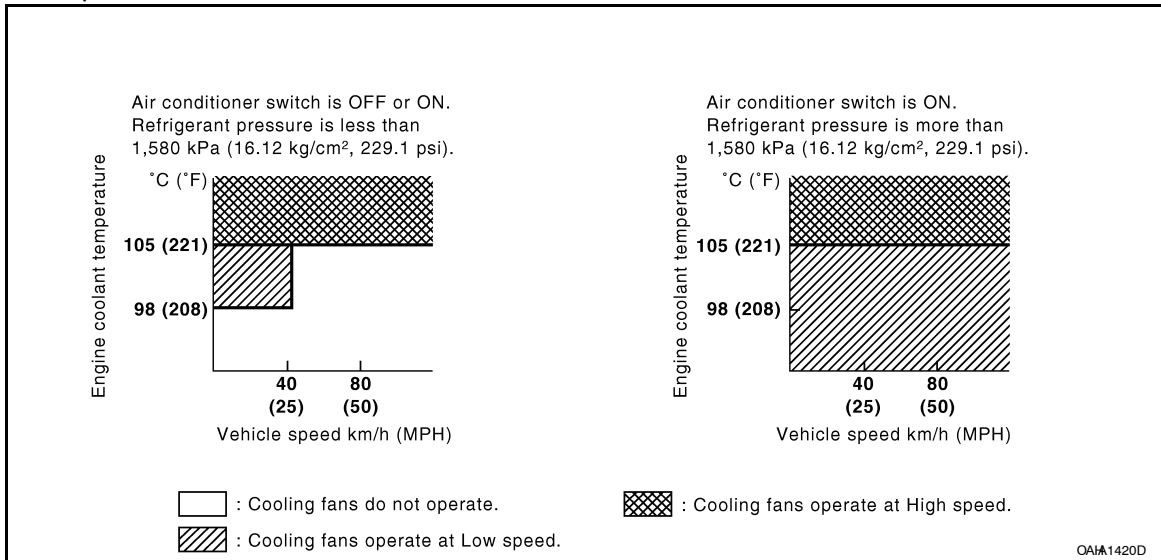 Air conditioner switch is OFF or ON.
Refrigerant pressure is less than
1,580 kPa (16.12 kg/cm², 229.1 psi).
Engine coolant temperature
˚C (˚F)
105 (221)
98 (208)
40 80
(25) (50)
Vehicle speed km/h (MPH)
Air conditioner switch is ON.
Refrigerant pressure is more than
1,580 kPa (16.12 kg/cm², 229.1 psi).
Engine coolant temperature
˚C (˚F)
105 (221)
98 (208)
40 80
(25) (50)
Vehicle speed km/h (MPH)
: Cooling fans do not operate.
: Cooling fans operate at Low speed.
: Cooling fans operate at High speed.